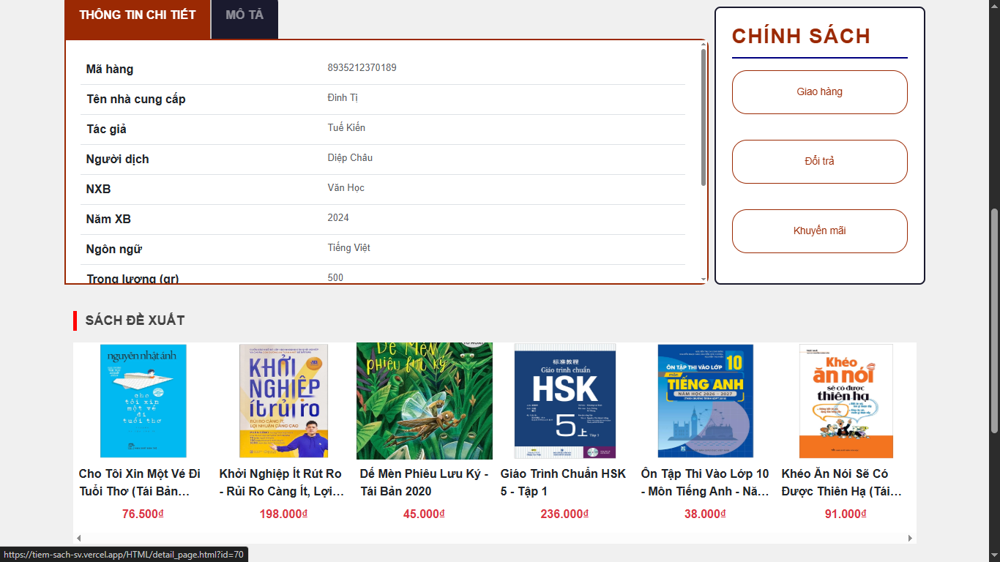 THÔNG TIN CHI TIẾT
MÔ TẢ
Mã hàng
8935212370189
Tên nhà cung cấp
Đinh Tị
Tác giả
Tuế Kiến
Người dịch
Diệp Châu
NXB
Văn Học
Năm XB
2024
Ngôn ngữ
Tiếng Việt
Trọng lượng (gr)
500
CHÍNH SÁCH
Giao hàng
Đổi trả
Khuyến mãi
SÁCH ĐỀ XUẤT
nguyễn nhật ánh
cho
tôi xin
một vé
đi
tuổi thơ
Cho Tôi Xin Một Vé Đi
Tuổi Thơ (Tái Bản...
76.500₫
KHỞI
NGHIỆP
ít rủi ro
RỦI RO CÀNG ÍT,
LỢI NHUẬN CÀNG CAO
Khởi Nghiệp Ít Rút Ro
- Rủi Ro Càng Ít, Lợi...
198.000₫
Dế Mèn
phiêu lưu ký
Dế Mèn Phiêu Lưu Ký -
Tái Bản 2020
45.000₫
标准教程
Giáo trình chuẩn
HSK
5 上
Tập 1
Giáo Trình Chuẩn HSK
5 - Tập 1
236.000₫
ÔN TẬP THI VÀO LỚP 10
môn
TIẾNG ANH
NĂM HỌC 2026 - 2027
Ôn Tập Thi Vào Lớp 10
- Môn Tiếng Anh - Nă...
38.000₫
Khéo
ăn nói
sẽ có được
thiên hạ
Khéo Ăn Nói Sẽ Có
Được Thiên Hạ (Tái...
91.000₫
https://tiem-sach-sv.vercel.app/HTML/detail_page.html?id=70